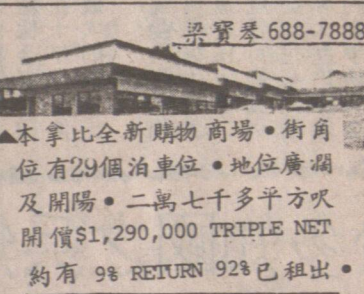 梁寶琴 688-7888
▲本拿比全新購物商場●街角
位有29個泊車位●地位廣濶
及開陽●二萬七千多平方呎
開價$1,290,000 TRIPLE NET
約有 9% RETURN 92%已租出●